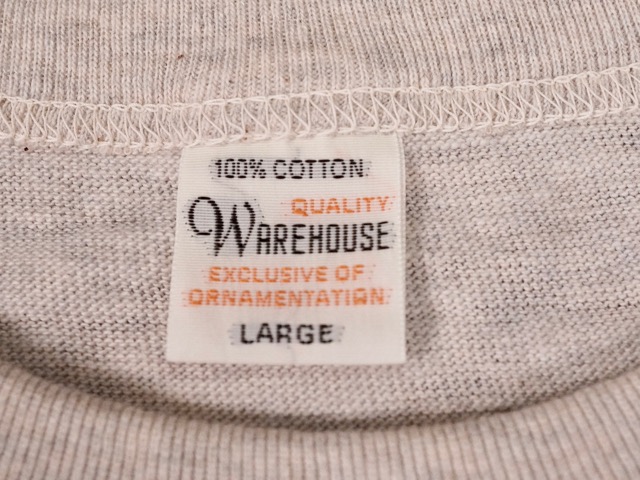 100% COTTON
QUALITY
WAREHOUSE
EXCLUSIVE OF
ORNAMENTATION
LARGE